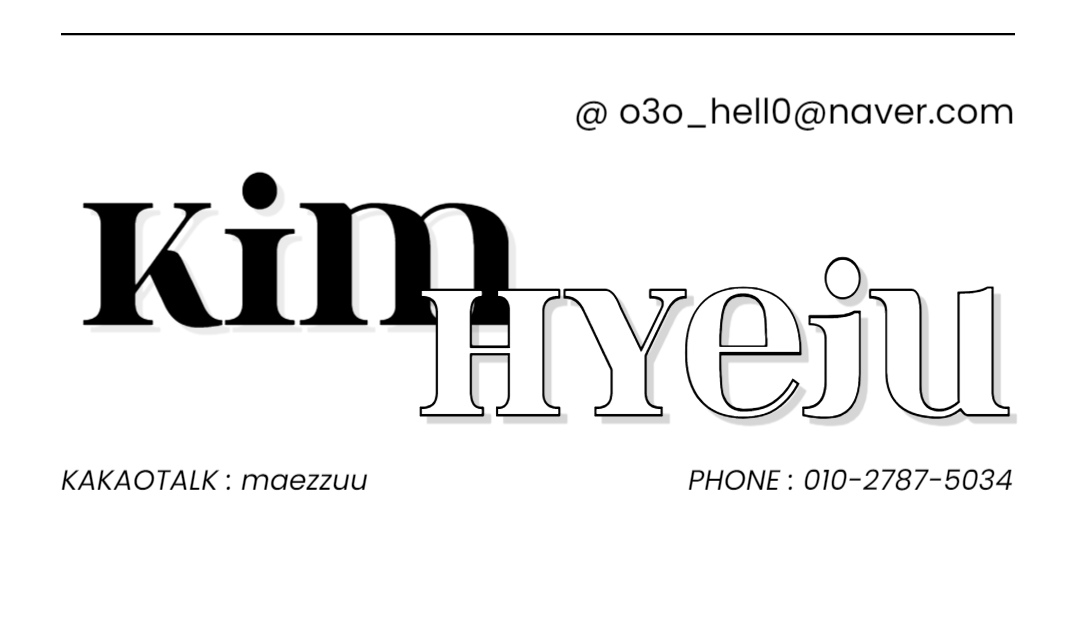 @ o3o_hell0@naver.com
Kim
HYeju
KAKAOTALK : maezzuu
PHONE : 010-2787-5034